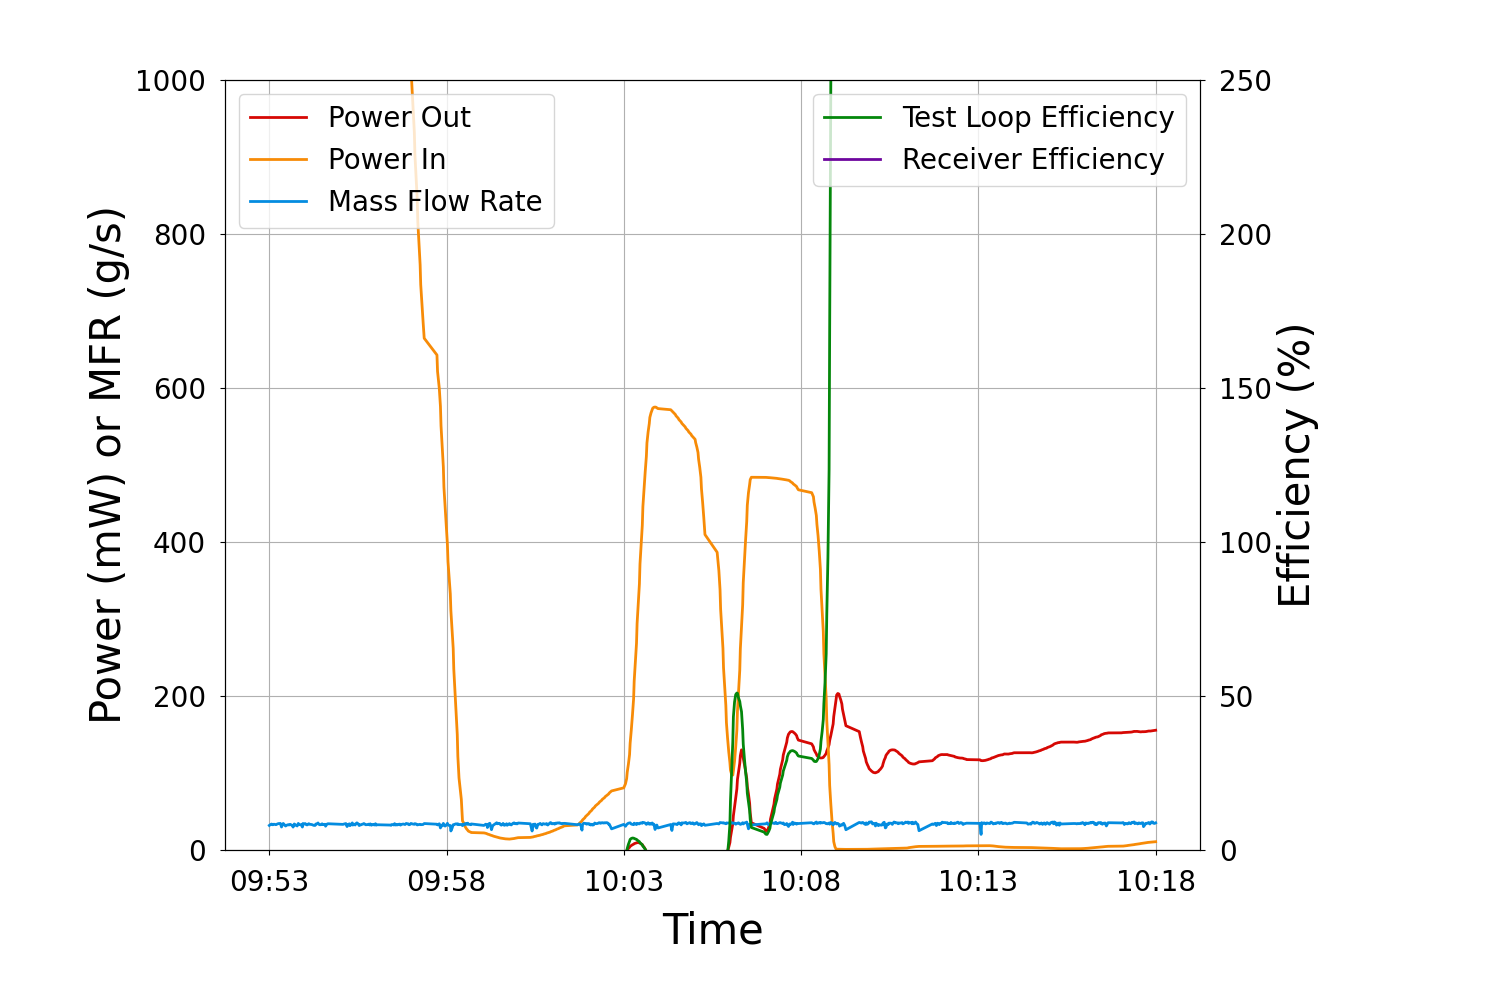 1000
800
600
400
200
0
Power (mW) or MFR (g/s)
Power Out
Power In
Mass Flow Rate
Test Loop Efficiency
Receiver Efficiency
250
200
150
100
50
0
Efficiency (%)
09:53 09:58 10:03 10:08 10:13 10:18
Time